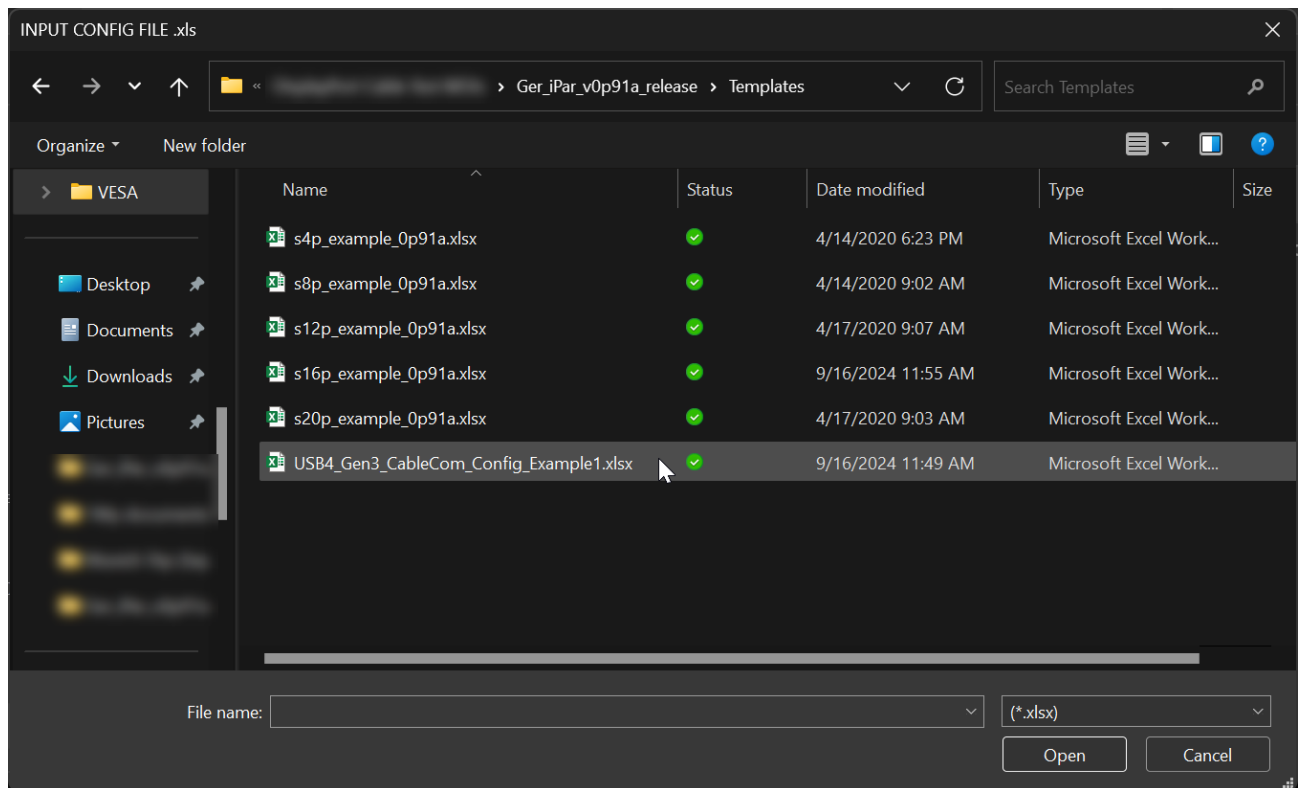 INPUT CONFIG FILE .xls
« › Ger_iPar_v0p91a_release › Templates
Search Templates
Organize
New folder
VESA
Name Status Date modified Type Size
s4p_example_0p91a.xlsx 4/14/2020 6:23 PM Microsoft Excel Work...
Desktop
s8p_example_0p91a.xlsx 4/14/2020 9:02 AM Microsoft Excel Work...
Documents
s12p_example_0p91a.xlsx 4/17/2020 9:07 AM Microsoft Excel Work...
Downloads
s16p_example_0p91a.xlsx 9/16/2024 11:55 AM Microsoft Excel Work...
Pictures
s20p_example_0p91a.xlsx 4/17/2020 9:03 AM Microsoft Excel Work...
USB4_Gen3_CableCom_Config_Example1.xlsx 9/16/2024 11:49 AM Microsoft Excel Work...
File name:
(*.xlsx)
Open
Cancel